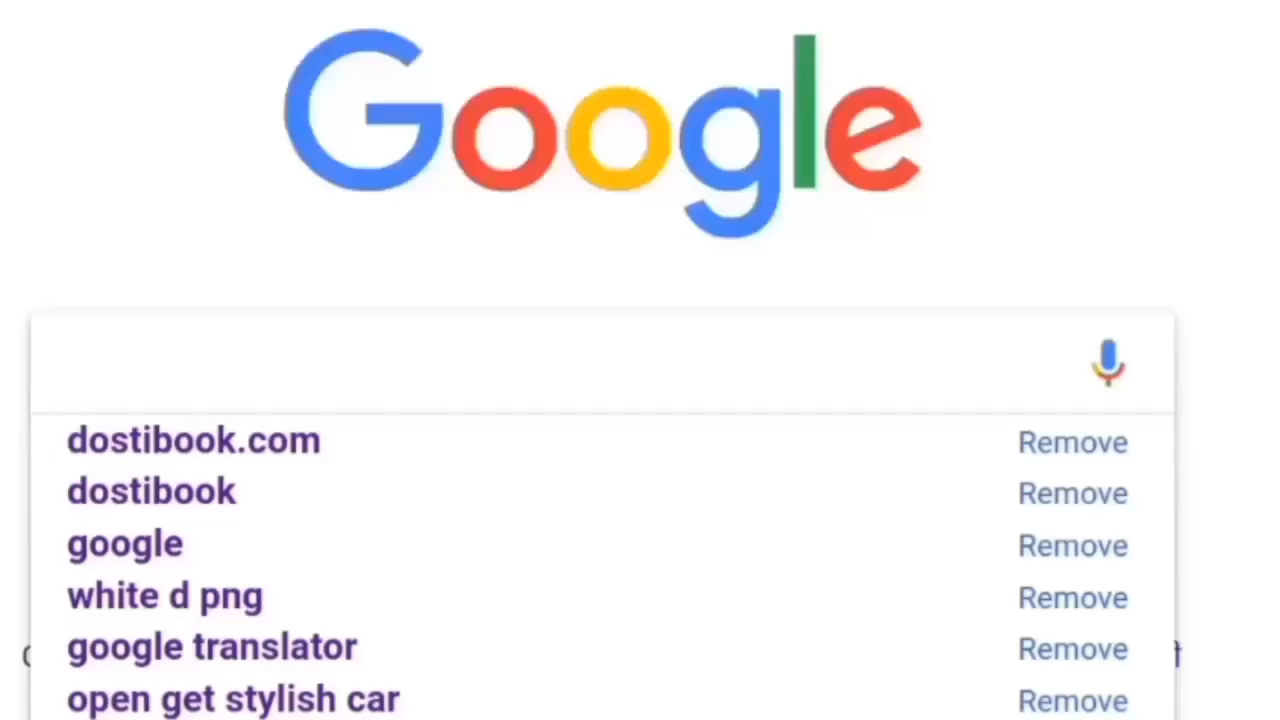 Google
dostibook.com Remove
dostibook Remove
google Remove
white d png Remove
google translator Remove
open get stylish car Remove